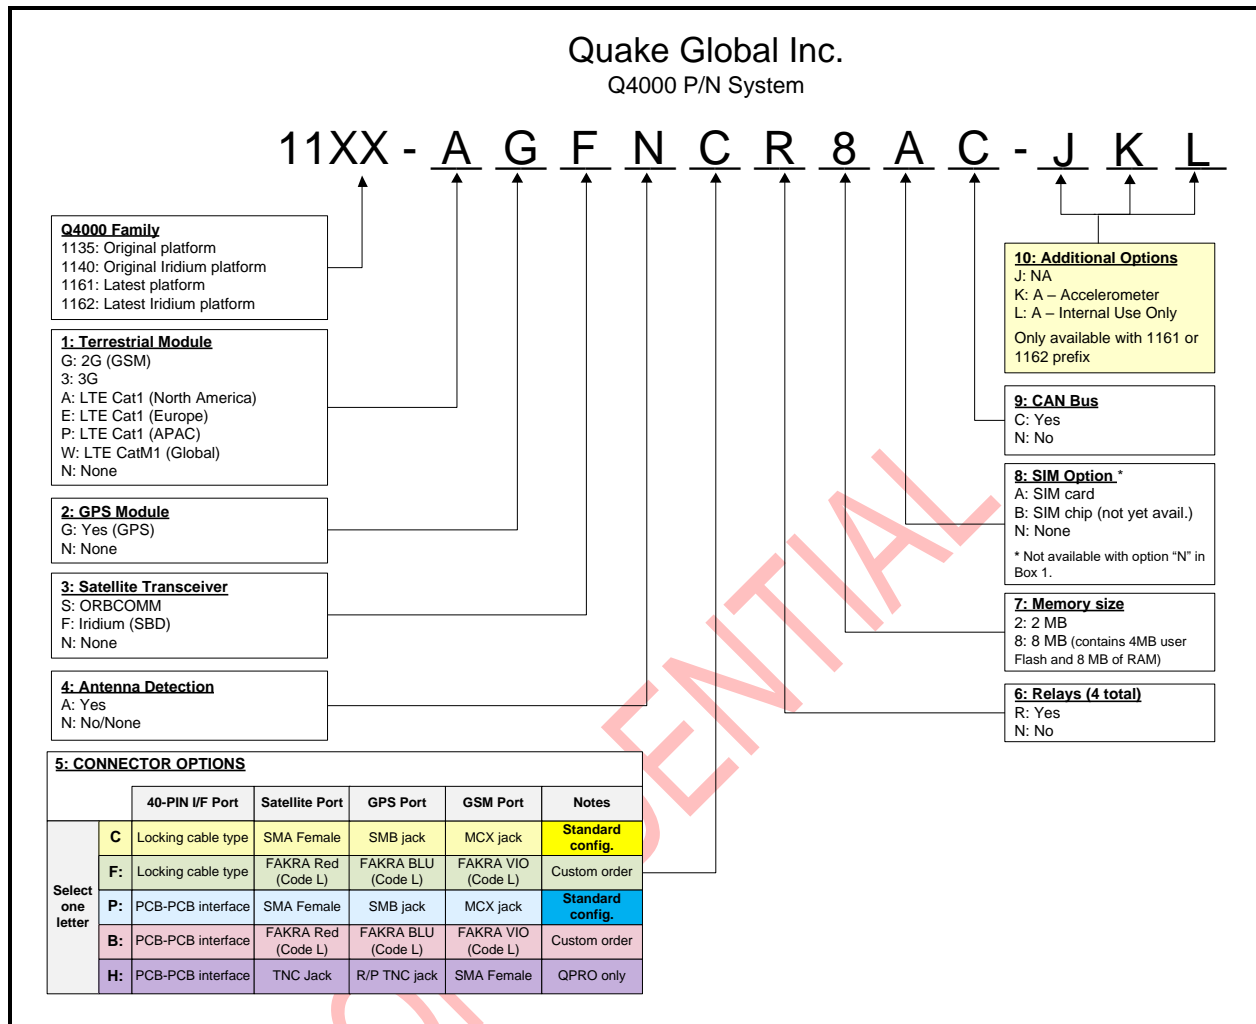 Quake Global Inc.
Q4000 P/N System
11XX - A G F N C R 8 A C - J K L
Q4000 Family
1135: Original platform
1140: Original Iridium platform
1161: Latest platform
1162: Latest Iridium platform
1: Terrestrial Module
G: 2G (GSM)
3: 3G
A: LTE Cat1 (North America)
E: LTE Cat1 (Europe)
P: LTE Cat1 (APAC)
W: LTE CatM1 (Global)
N: None
2: GPS Module
G: Yes (GPS)
N: None
3: Satellite Transceiver
S: ORBCOMM
F: Iridium (SBD)
N: None
4: Antenna Detection
A: Yes
N: No/None
10: Additional Options
J: NA
K: A – Accelerometer
L: A – Internal Use Only
Only available with 1161 or
1162 prefix
9: CAN Bus
C: Yes
N: No
8: SIM Option *
A: SIM card
B: SIM chip (not yet avail.)
N: None
* Not available with option “N” in
Box 1.
7: Memory size
2: 2 MB
8: 8 MB (contains 4MB user
Flash and 8 MB of RAM)
6: Relays (4 total)
R: Yes
N: No
5: CONNECTOR OPTIONS
40-PIN I/F Port Satellite Port GPS Port GSM Port Notes
Select
one
letter
C Locking cable type SMA Female SMB jack MCX jack Standard
config.
F: Locking cable type FAKRA Red
(Code L) FAKRA BLU
(Code L) FAKRA VIO
(Code L) Custom order
P: PCB-PCB interface SMA Female SMB jack MCX jack Standard
config.
B: PCB-PCB interface FAKRA Red
(Code L) FAKRA BLU
(Code L) FAKRA VIO
(Code L) Custom order
H: PCB-PCB interface TNC Jack R/P TNC jack SMA Female QPRO only